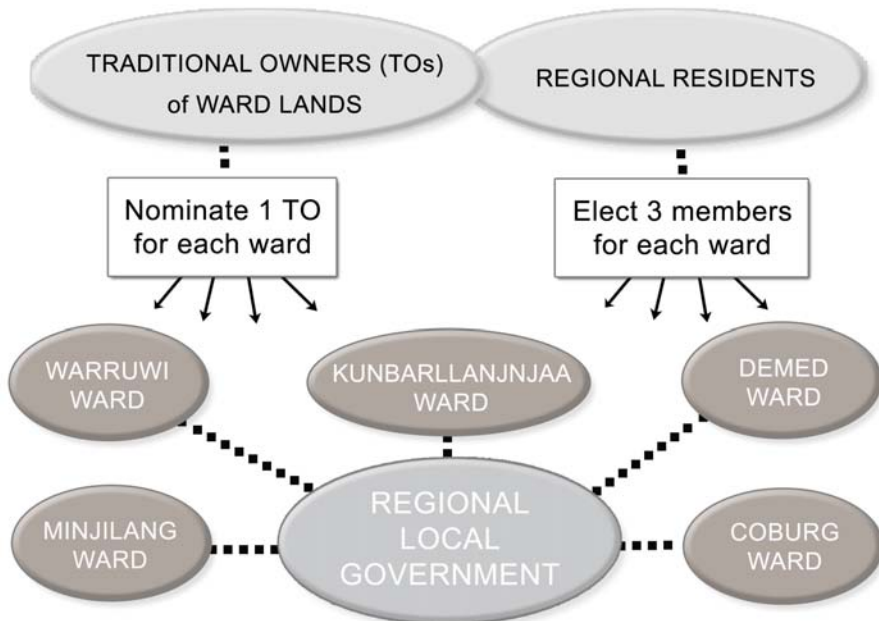 TRADITIONAL OWNERS (TOs)
of WARD LANDS
REGIONAL RESIDENTS
Nominate 1 TO
for each ward
Elect 3 members
for each ward
WARRUWI
WARD
KUNBARLLANJNJAA
WARD
DEMED
WARD
MINJILANG
WARD
REGIONAL
LOCAL
GOVERNMENT
COBURG
WARD